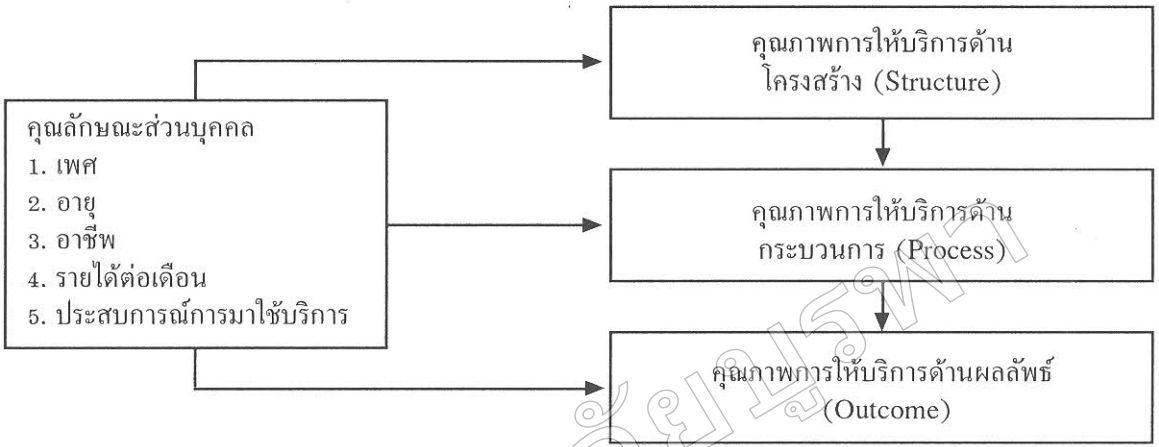 คุณภาพการให้บริการด้าน
โครงสร้าง (Structure)
คุณลักษณะส่วนบุคคล
1. เพศ
2. อายุ
3. อาชีพ
4. รายได้ต่อเดือน
5. ประสบการณ์การมาใช้บริการ
คุณภาพการให้บริการด้าน
กระบวนการ (Process)
คุณภาพการให้บริการด้านผลลัพธ์
(Outcome)